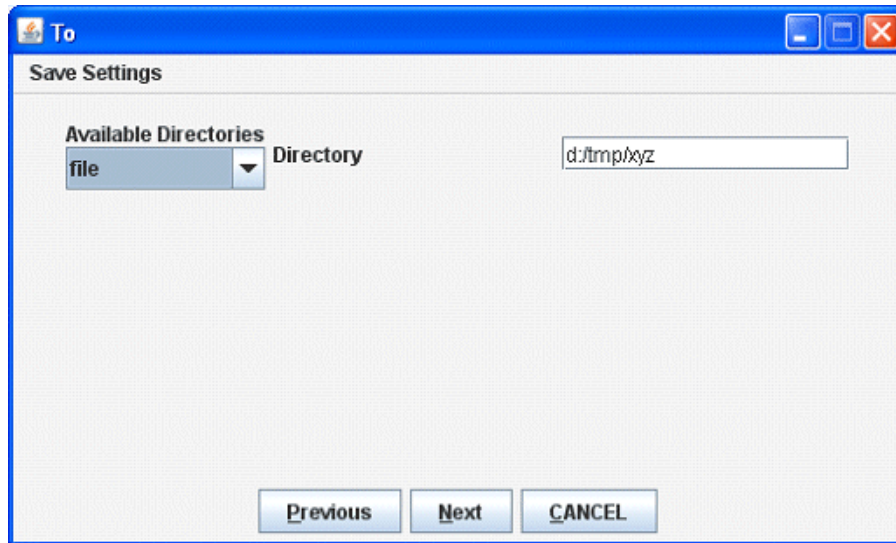 To
Save Settings
Available Directories
file
Directory
d:/tmp/xyz
Previous
Next
CANCEL